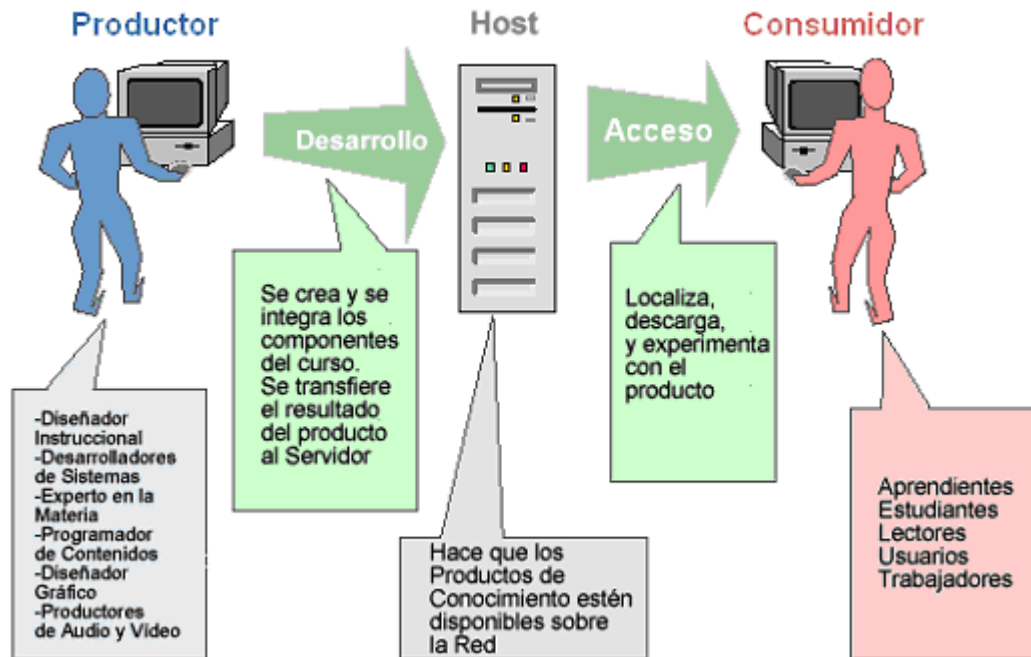 Productor
Host
Consumidor
Desarrollo
Acceso
Se crea y se
integra los
componentes
del curso.
Se transfiere
el resultado
del producto
al Servidor
Localiza,
descarga,
y experimenta
con el
producto
-Diseñador
Instruccional
-Desarrolladores
de Sistemas
-Experto en la
Materia
-Programador
de Contenidos
-Diseñador
Gráfico
-Productores
de Audio y Vídeo
Hace que los
Productos de
Conocimiento estén
disponibles sobre
la Red
Aprendientes
Estudiantes
Lectores
Usuarios
Trabajadores